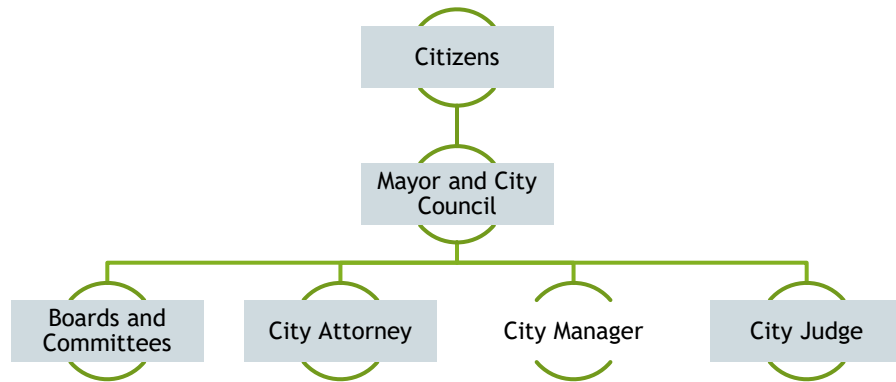 Citizens
Mayor and City
Council
Boards and
Committees
City Attorney
City Manager
City Judge